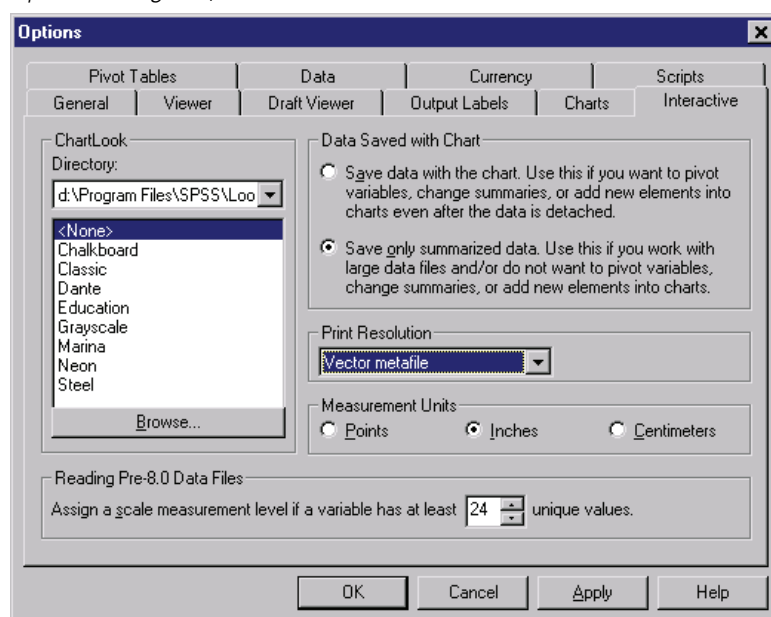 Options
Pivot Tables Data Currency Scripts
General Viewer Draft Viewer Output Labels Charts Interactive
ChartLook
Directory:
d:\Program Files\SPSS\Loo
<None>
Chalkboard
Classic
Dante
Education
Grayscale
Marina
Neon
Steel
Browse...
Data Saved with Chart
Save data with the chart. Use this if you want to pivot
variables, change summaries, or add new elements into
charts even after the data is detached.
Save only summarized data. Use this if you work with
large data files and/or do not want to pivot variables,
change summaries, or add new elements into charts.
Print Resolution
Vector metafile
Measurement Units
Points Inches Centimeters
Reading Pre-8.0 Data Files
Assign a scale measurement level if a variable has at least 24 unique values.
OK Cancel Apply Help